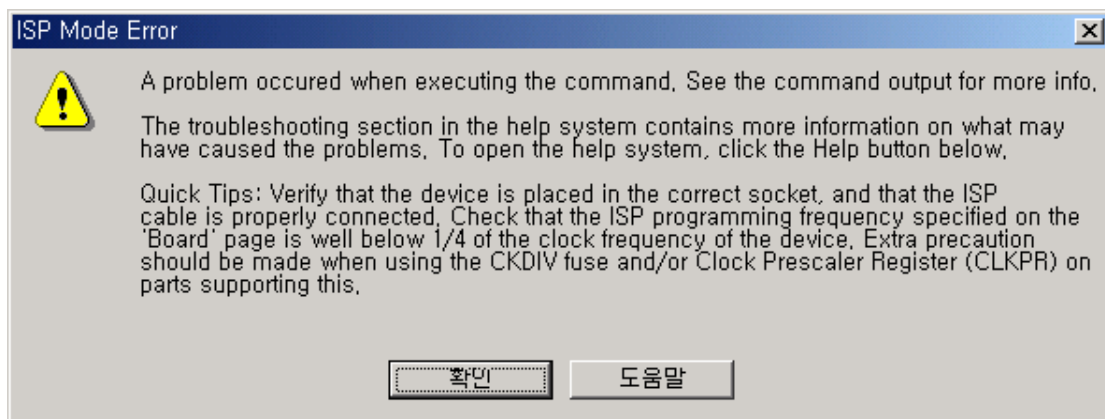 ISP Mode Error
A problem occured when executing the command, See the command output for more info,
The troubleshooting section in the help system contains more information on what may
have caused the problems, To open the help system, click the Help button below,
Quick Tips: Verify that the device is placed in the correct socket, and that the ISP
cable is properly connected, Check that the ISP programming frequency specified on the
'Board' page is well below 1/4 of the clock frequency of the device, Extra precaution
should be made when using the CKDIV fuse and/or Clock Prescaler Register (CLKPR) on
parts supporting this,
확인
도움말